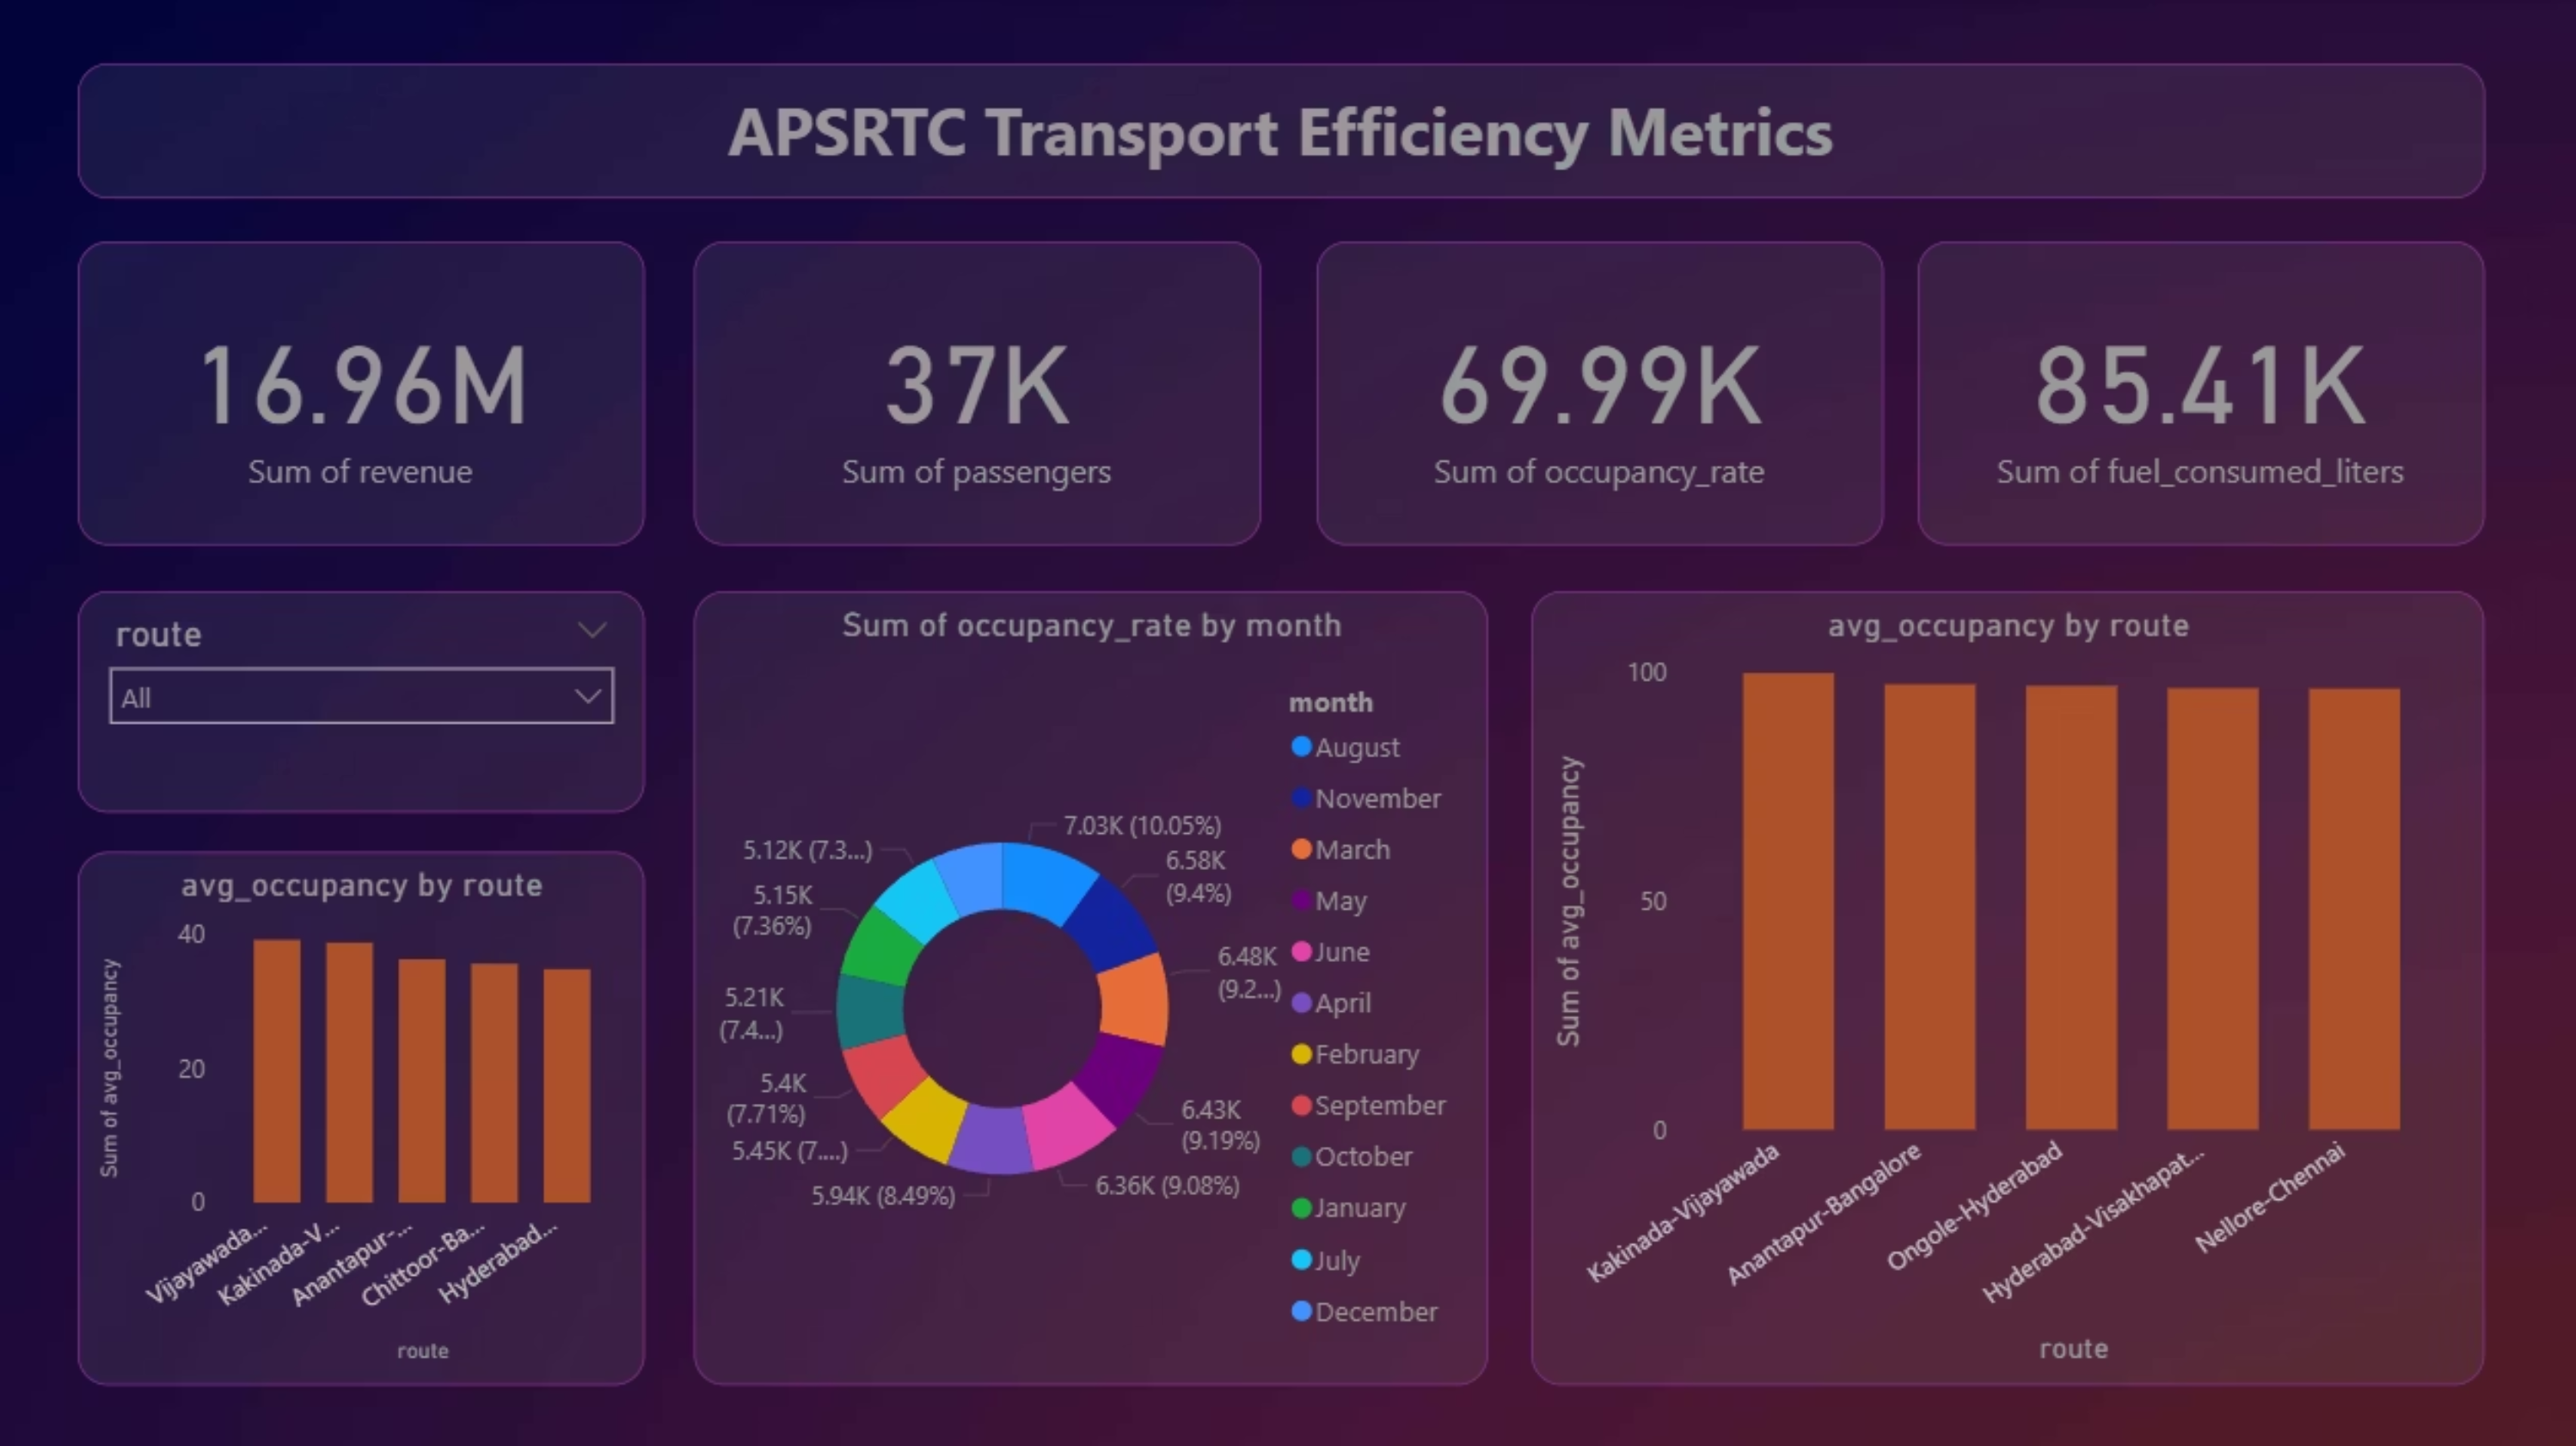 APSRTC Transport Efficiency Metrics
16.96M
Sum of revenue
37K
Sum of passengers
69.99K
Sum of occupancy_rate
85.41K
Sum of fuel_consumed_liters
route
All
avg_occupancy by route
Sum of avg_occupancy
40
20
0
Vijayawada...
Kakinada-V...
Anantapur-...
Chittoor-Ba...
Hyderabad...
route
Sum of occupancy_rate by month
7.03K (10.05%)
6.58K
(9.4%)
6.48K
(9.2...)
6.43K
(9.19%)
6.36K (9.08%)
5.94K (8.49%)
5.45K (7....)
5.4K
(7.71%)
5.21K
(7.4...)
5.15K
(7.36%)
5.12K (7.3...)
month
August
November
March
May
June
April
February
September
October
January
July
December
avg_occupancy by route
Sum of avg_occupancy
100
50
0
Kakinada-Vijayawada
Anantapur-Bangalore
Ongole-Hyderabad
Hyderabad-Visakhapat...
Nellore-Chennai
route